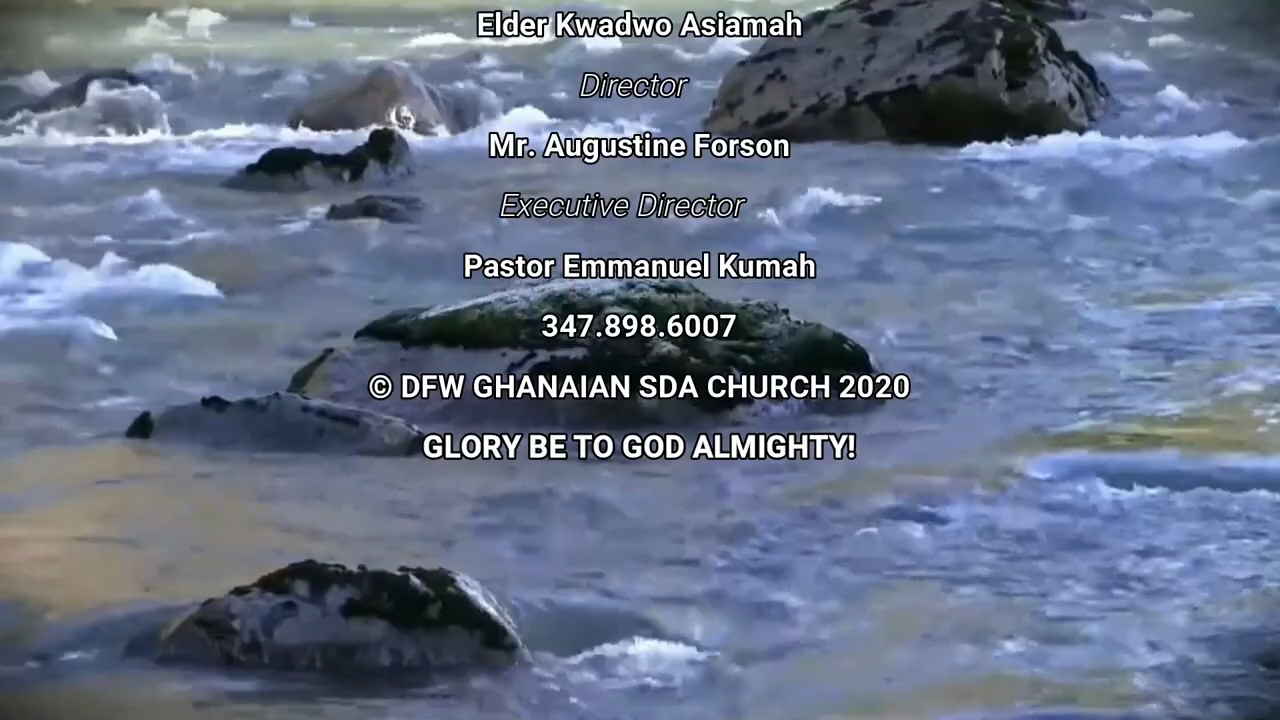 Elder Kwadwo Asiamah
Director
Mr. Augustine Forson
Executive Director
Pastor Emmanuel Kumah
347.898.6007
© DFW GHANAIAN SDA CHURCH 2020
GLORY BE TO GOD ALMIGHTY!